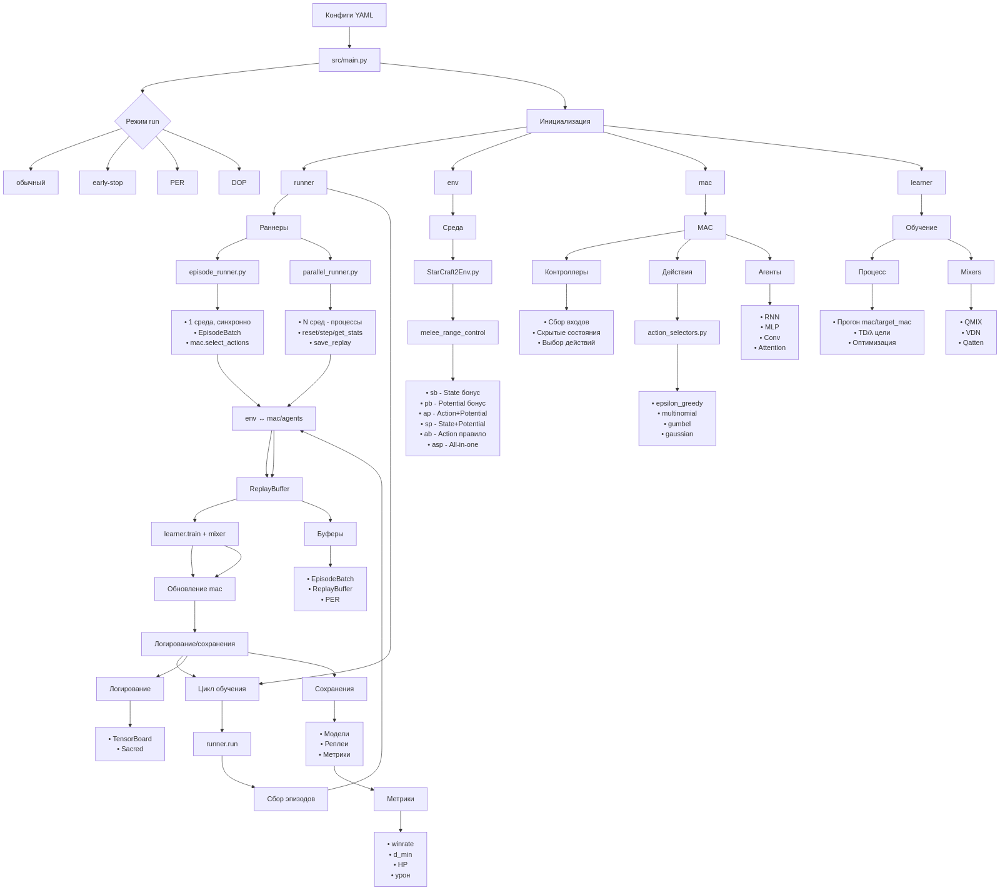 Конфиги YAML
src/main.py
Режим run
Инициализация
обычный
early-stop
PER
DOP
runner
env
mac
learner
Раннеры
Среда
MAC
Обучение
episode_runner.py
parallel_runner.py
StarCraft2Env.py
Контроллеры
Действия
Агенты
Процесс
Mixers
• 1 среда, синхронно
• EpisodeBatch
• mac.select_actions
• N сред - процессы
• reset/step/get_stats
• save_replay
melee_range_control
• Сбор входов
• Скрытые состояния
• Выбор действий
action_selectors.py
• RNN
• MLP
• Conv
• Attention
• Прогон mac/target_mac
• TD/λ цели
• Оптимизация
• QMIX
• VDN
• Qatten
env ↔ mac/agents
• sb - State бонус
• pb - Potential бонус
• ap - Action+Potential
• sp - State+Potential
• ab - Action правило
• asp - All-in-one
• epsilon_greedy
• multinomial
• gumbel
• gaussian
ReplayBuffer
learner.train + mixer
Буферы
Обновление mac
• EpisodeBatch
• ReplayBuffer
• PER
Логирование/сохранения
Логирование
Цикл обучения
Сохранения
• TensorBoard
• Sacred
runner.run
• Модели
• Реплеи
• Метрики
Сбор эпизодов
Метрики
• winrate
• d_min
• HP
• урон